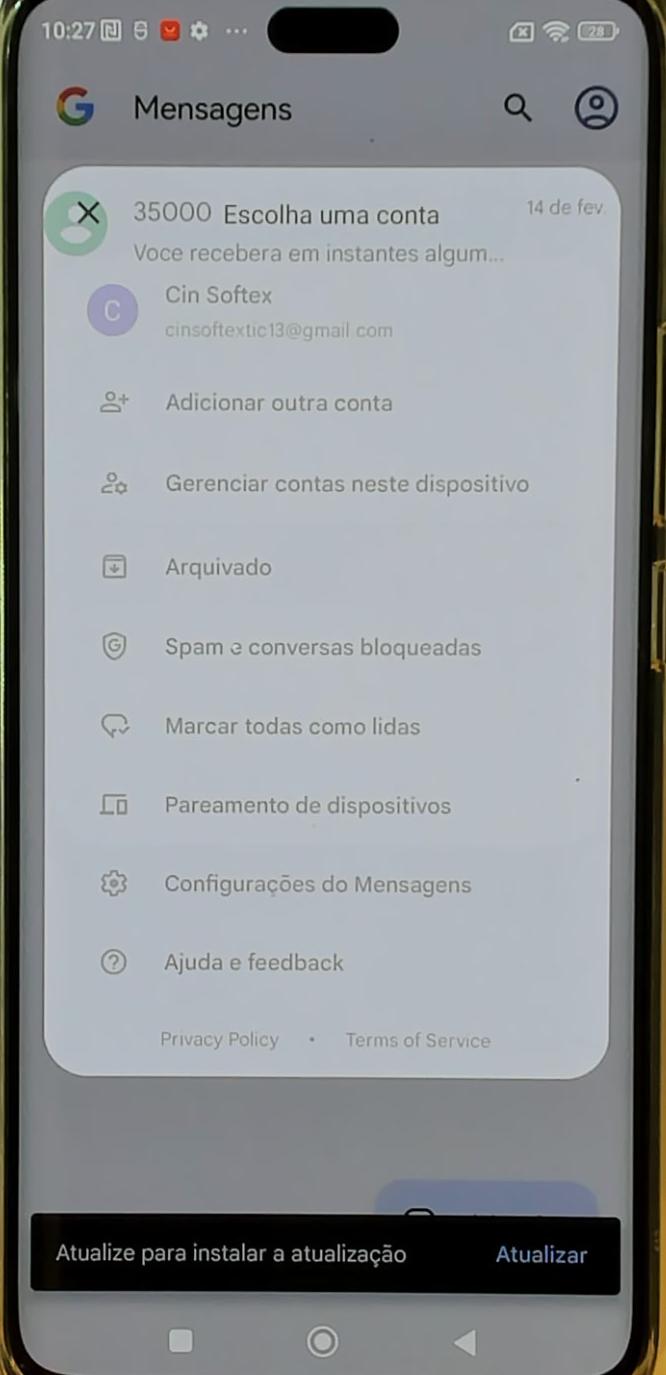 10:27
28
Mensagens
35000 Escolha uma conta 14 de fev.
Voce recebera em instantes algum...
C
Cin Softex
cinsoftextic13@gmail.com
Adicionar outra conta
Gerenciar contas neste dispositivo
Arquivado
Spam e conversas bloqueadas
Marcar todas como lidas
Pareamento de dispositivos
Configurações do Mensagens
Ajuda e feedback
Privacy Policy • Terms of Service
Atualize para instalar a atualização Atualizar